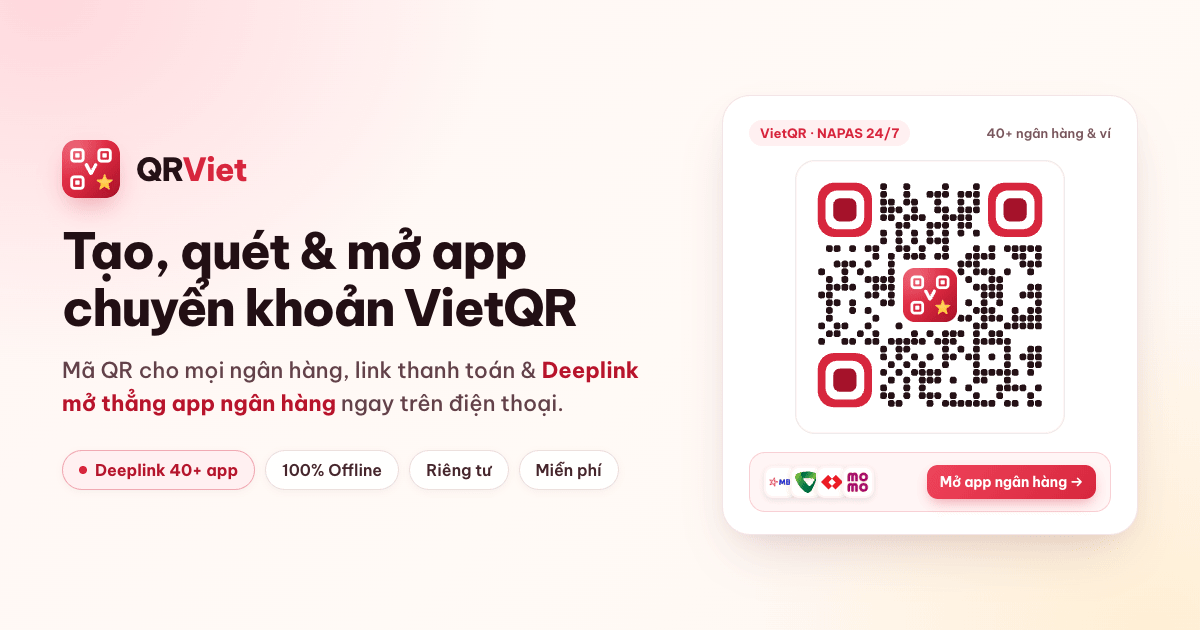 QRViet
Tạo, quét & mở app
chuyển khoản VietQR
Mã QR cho mọi ngân hàng, link thanh toán & Deeplink
mở thẳng app ngân hàng ngay trên điện thoại.
Deeplink 40+ app
100% Offline
Riêng tư
Miễn phí
VietQR · NAPAS 24/7
40+ ngân hàng & ví
V
V
MB
mo
mo
Mở app ngân hàng →